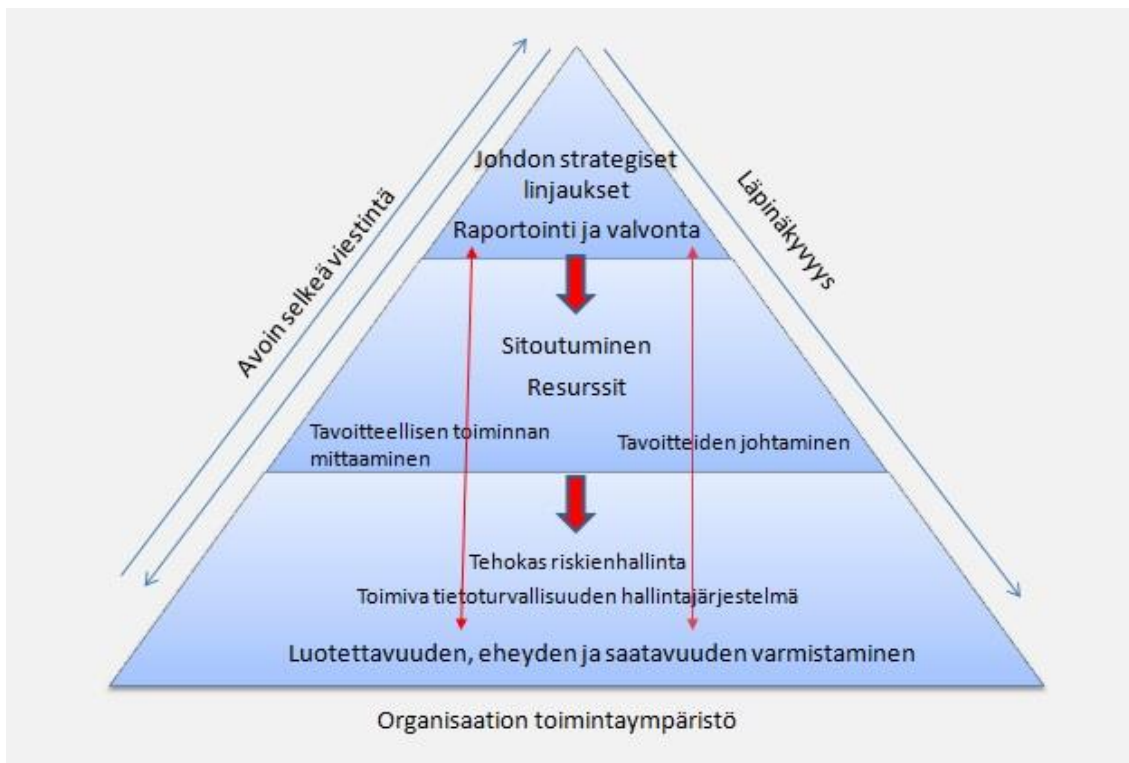 Johdon strategiset
linjaukset
Raportointi ja valvonta
Avoin selkeä viestintä
Läpinäkyvyys
Sitoutuminen
Resurssit
Tavoitteellisen toiminnan
mittaaminen
Tavoitteiden johtaminen
Tehokas riskienhallinta
Toimiva tietoturvallisuuden hallintajärjestelmä
Luotettavuuden, eheyden ja saatavuuden varmistaminen
Organisaation toimintaympäristö